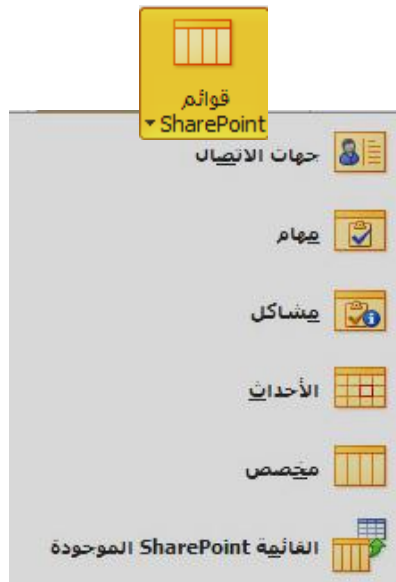 قوائم
SharePoint
جهات الاتصال
مهام
مشاكل
الأحداث
مخصص
القائمة SharePoint الموجودة